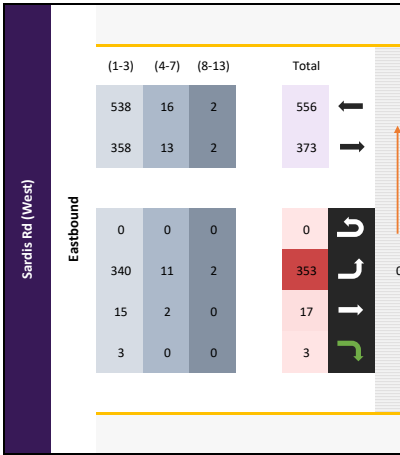 Sardis Rd (West)
Eastbound
(1-3) (4-7) (8-13) Total
538 16 2 556
358 13 2 373
0 0 0 0
340 11 2 353
15 2 0 17
3 0 0 3